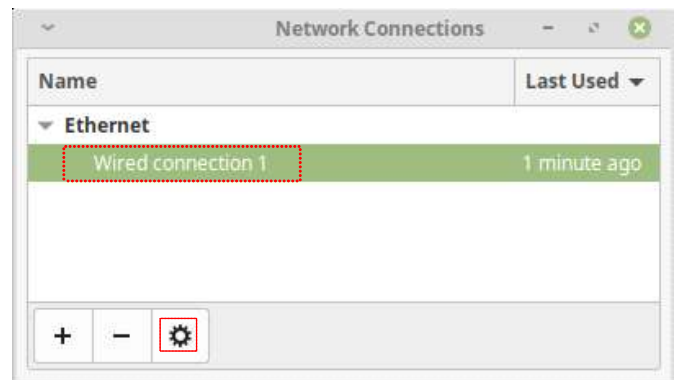 Network Connections
Name Last Used
Ethernet
Wired connection 1 1 minute ago